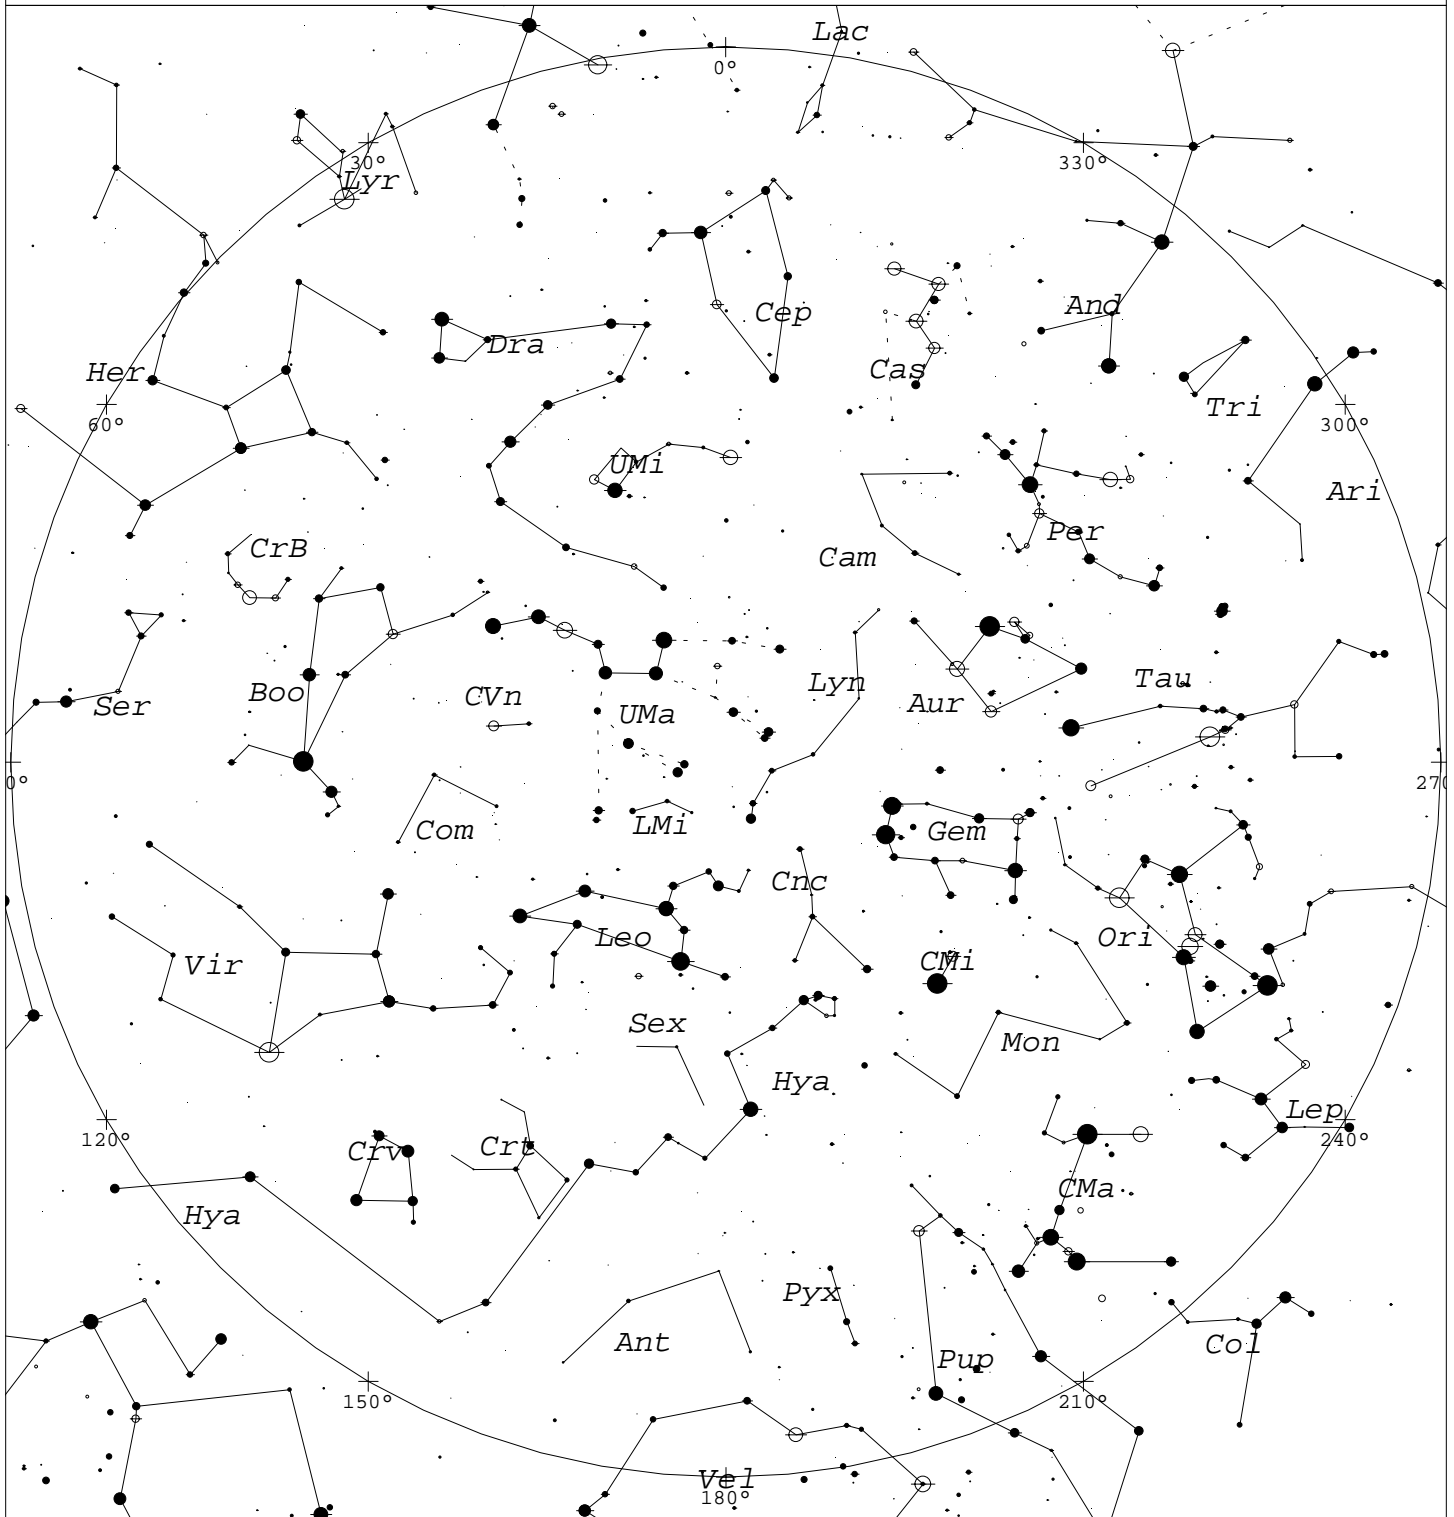 Lac
0°
30°
330°
Lyr
And
Cep
Dra
Cas
Her
Tri
60°
300°
UMi
Ari
Per
CrB
Cam
Tau
Lyn
Boo
CVn
Aur
Ser
UMa
0°
270
Gem
LMi
Com
Cnc
Leo
Ori
Vir
CMi
Sex
Mon
Hya
Lep
120°
240°
Crv
Crt
CMa
Hya
Pyx
Ant
Col
Pup
150°
210°
Vel
180°